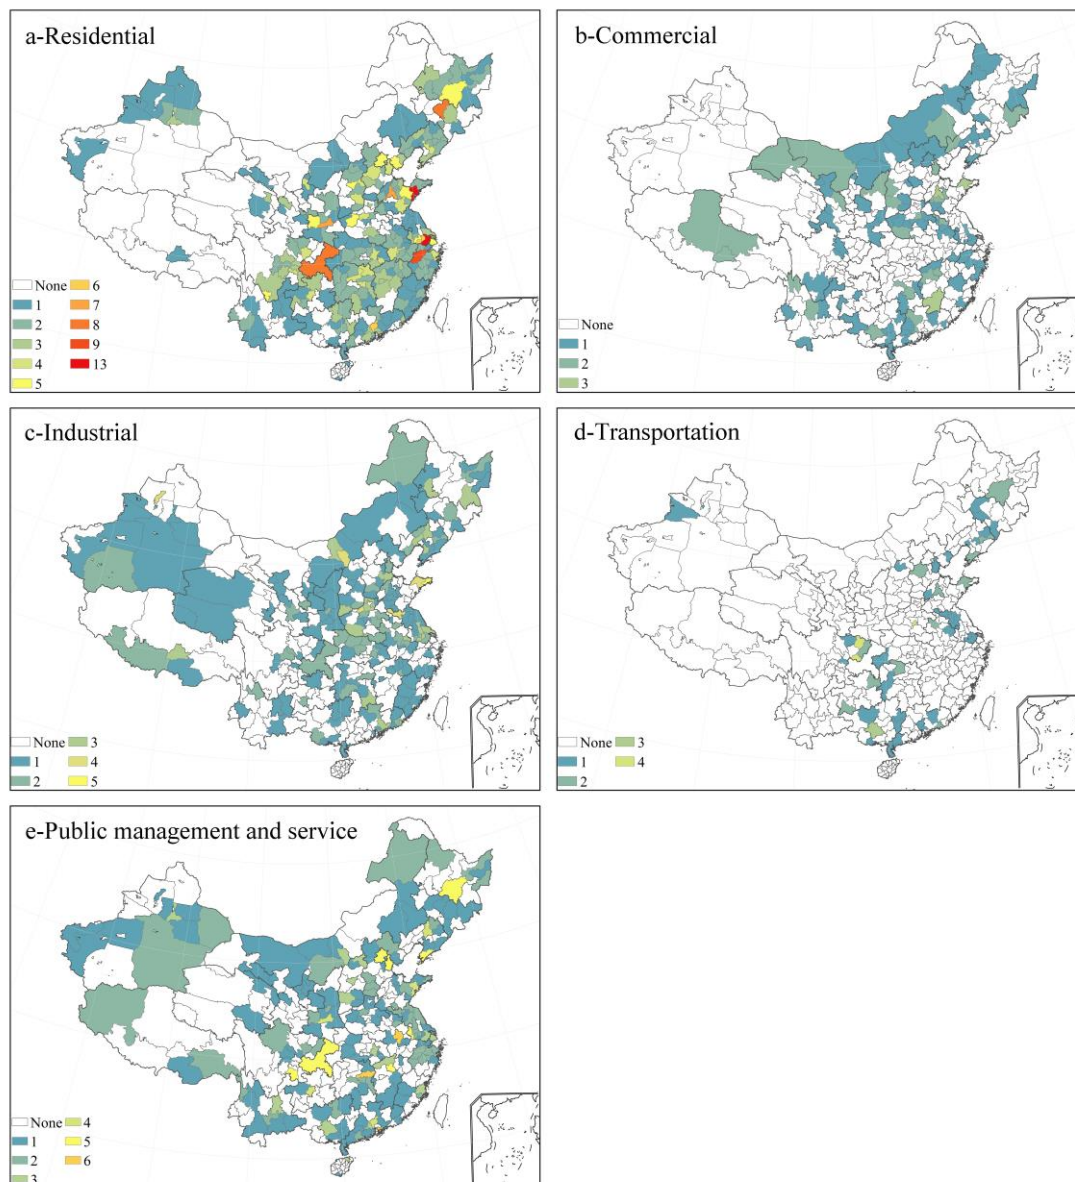 a-Residential
None
1
2
3
4
5
6
7
8
9
13
b-Commercial
None
1
2
3
c-Industrial
None
1
2
3
4
5
d-Transportation
None
1
2
3
4
e-Public management and service
None
1
2
3
4
5
6